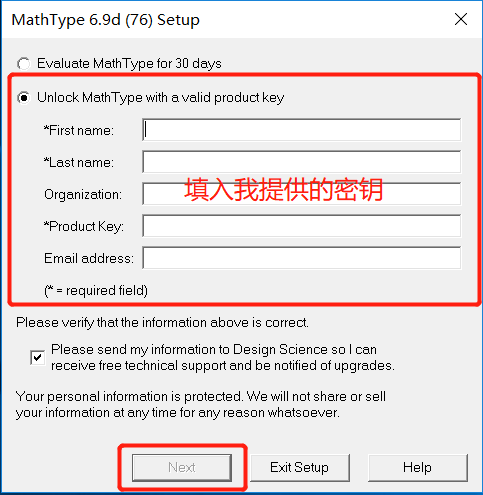 MathType 6.9d (76) Setup
Evaluate MathType for 30 days
Unlock MathType with a valid product key
*First name:
*Last name:
Organization:
填入我提供的密钥
*Product Key:
Email address:
(* = required field)
Please verify that the information above is correct.
Please send my information to Design Science so I can
receive free technical support and be notified of upgrades.
Your personal information is protected. We will not share or sell
your information at any time for any reason whatsoever.
Next
Exit Setup
Help